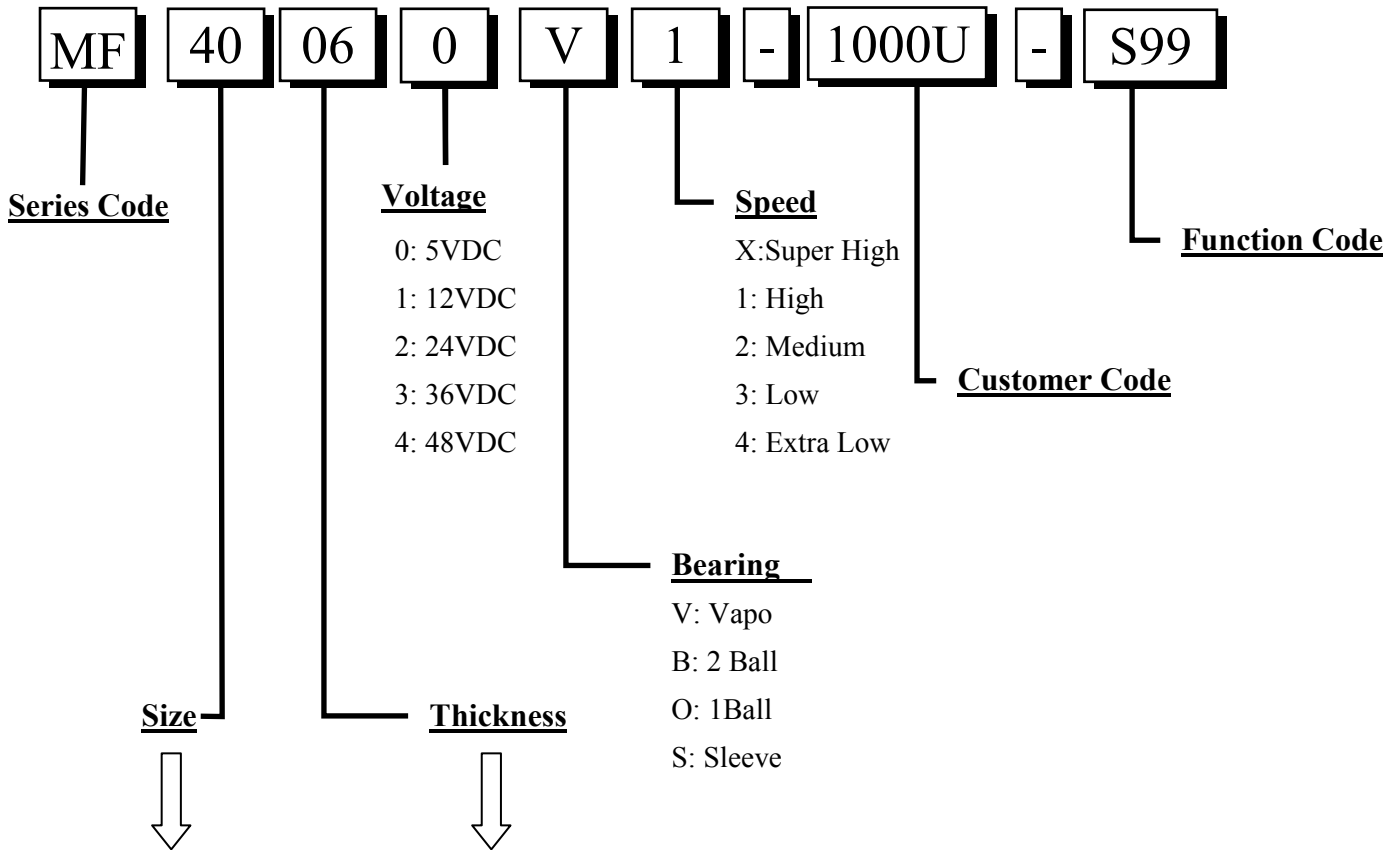 MF 40 06 0 V 1 - 1000U - S99
Series Code
Voltage
0: 5VDC
1: 12VDC
2: 24VDC
3: 36VDC
4: 48VDC
Speed
X:Super High
1: High
2: Medium
3: Low
4: Extra Low
Function Code
Customer Code
Bearing
V: Vapo
B: 2 Ball
O: 1Ball
S: Sleeve
Size
Thickness